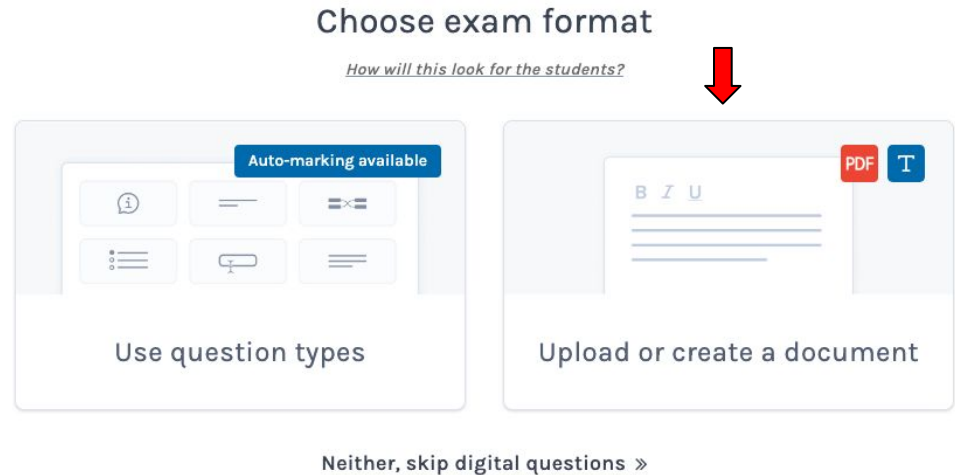 Choose exam format
How will this look for the students?
Auto-marking available
PDF T
B I U
Use question types
Upload or create a document
Neither, skip digital questions »